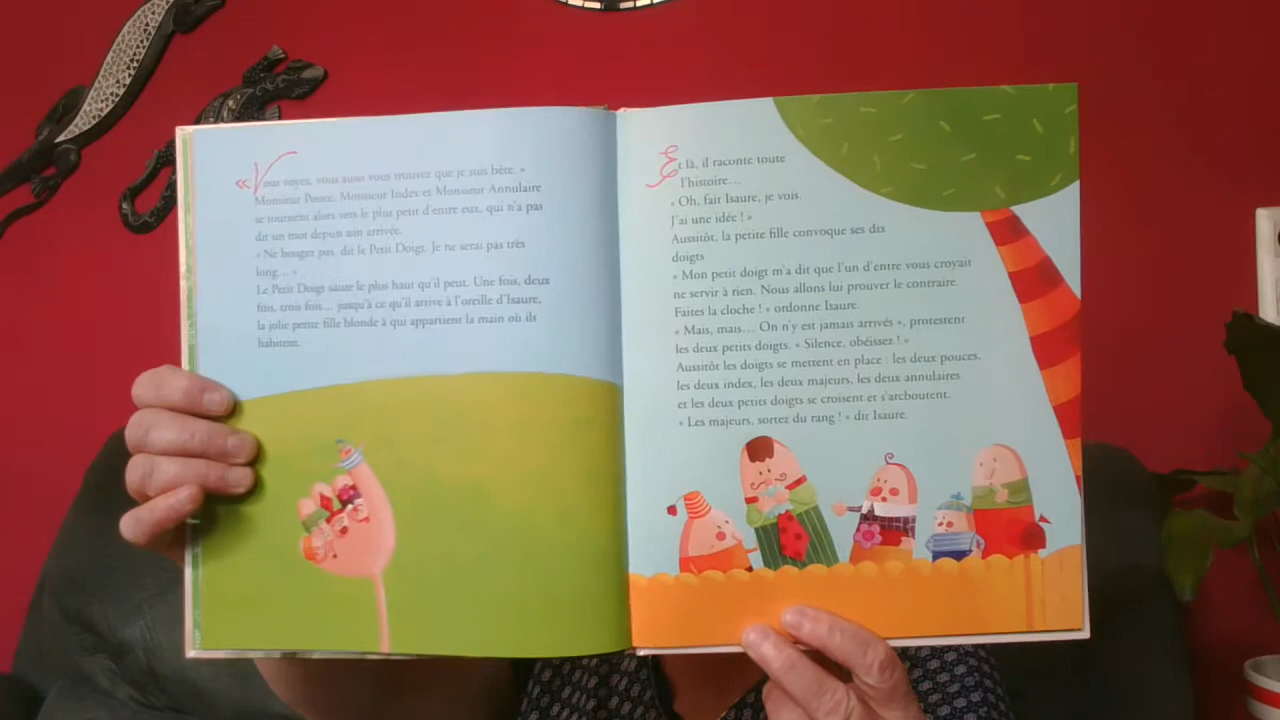 « Vous voyez, vous aussi vous trouvez que je suis bête. »
Monsieur Pouce, Monsieur Index et Monsieur Annulaire
se tournent alors vers le plus petit d'entre eux, qui n'a pas
dit un mot depuis son arrivée.
« Ne bougez pas, dit le Petit Doigt. Je ne serai pas très
long... »
Le Petit Doigt saute le plus haut qu'il peut. Une fois, deux
fois, trois fois... jusqu'à ce qu'il arrive à l'oreille d'Isaure,
la jolie petite fille blonde à qui appartient la main où ils
habitent.
Et là, il raconte toute
l'histoire...
« Oh, fait Isaure, je vois.
J'ai une idée ! »
Aussitôt, la petite fille convoque ses dix
doigts
« Mon petit doigt m'a dit que l'un d'entre vous croyait
ne servir à rien. Nous allons lui prouver le contraire.
Faites la cloche ! » ordonne Isaure.
« Mais, mais... On n'y est jamais arrivés », protestent
les deux petits doigts. « Silence, obéissez ! »
Aussitôt les doigts se mettent en place : les deux pouces,
les deux index, les deux majeurs, les deux annulaires
et les deux petits doigts se croisent et s'arcboutent.
« Les majeurs, sortez du rang ! » dit Isaure.